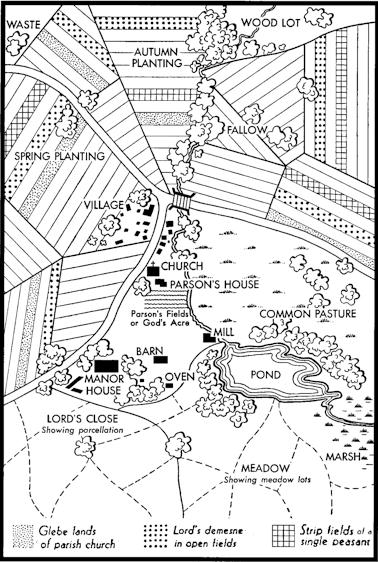 WASTE
WOOD LOT
AUTUMN
PLANTING
FALLOW
SPRING PLANTING
VILLAGE
CHURCH
PARSON'S HOUSE
Parson's Fields
or God's Acre
COMMON PASTURE
MILL
BARN
POND
OVEN
MANOR
HOUSE
LORD'S CLOSE
Showing parcellation
MARSH
MEADOW
Showing meadow lots
Glebe lands
of parish church
Lord's demesne
in open fields
Strip fields of a
single peasant